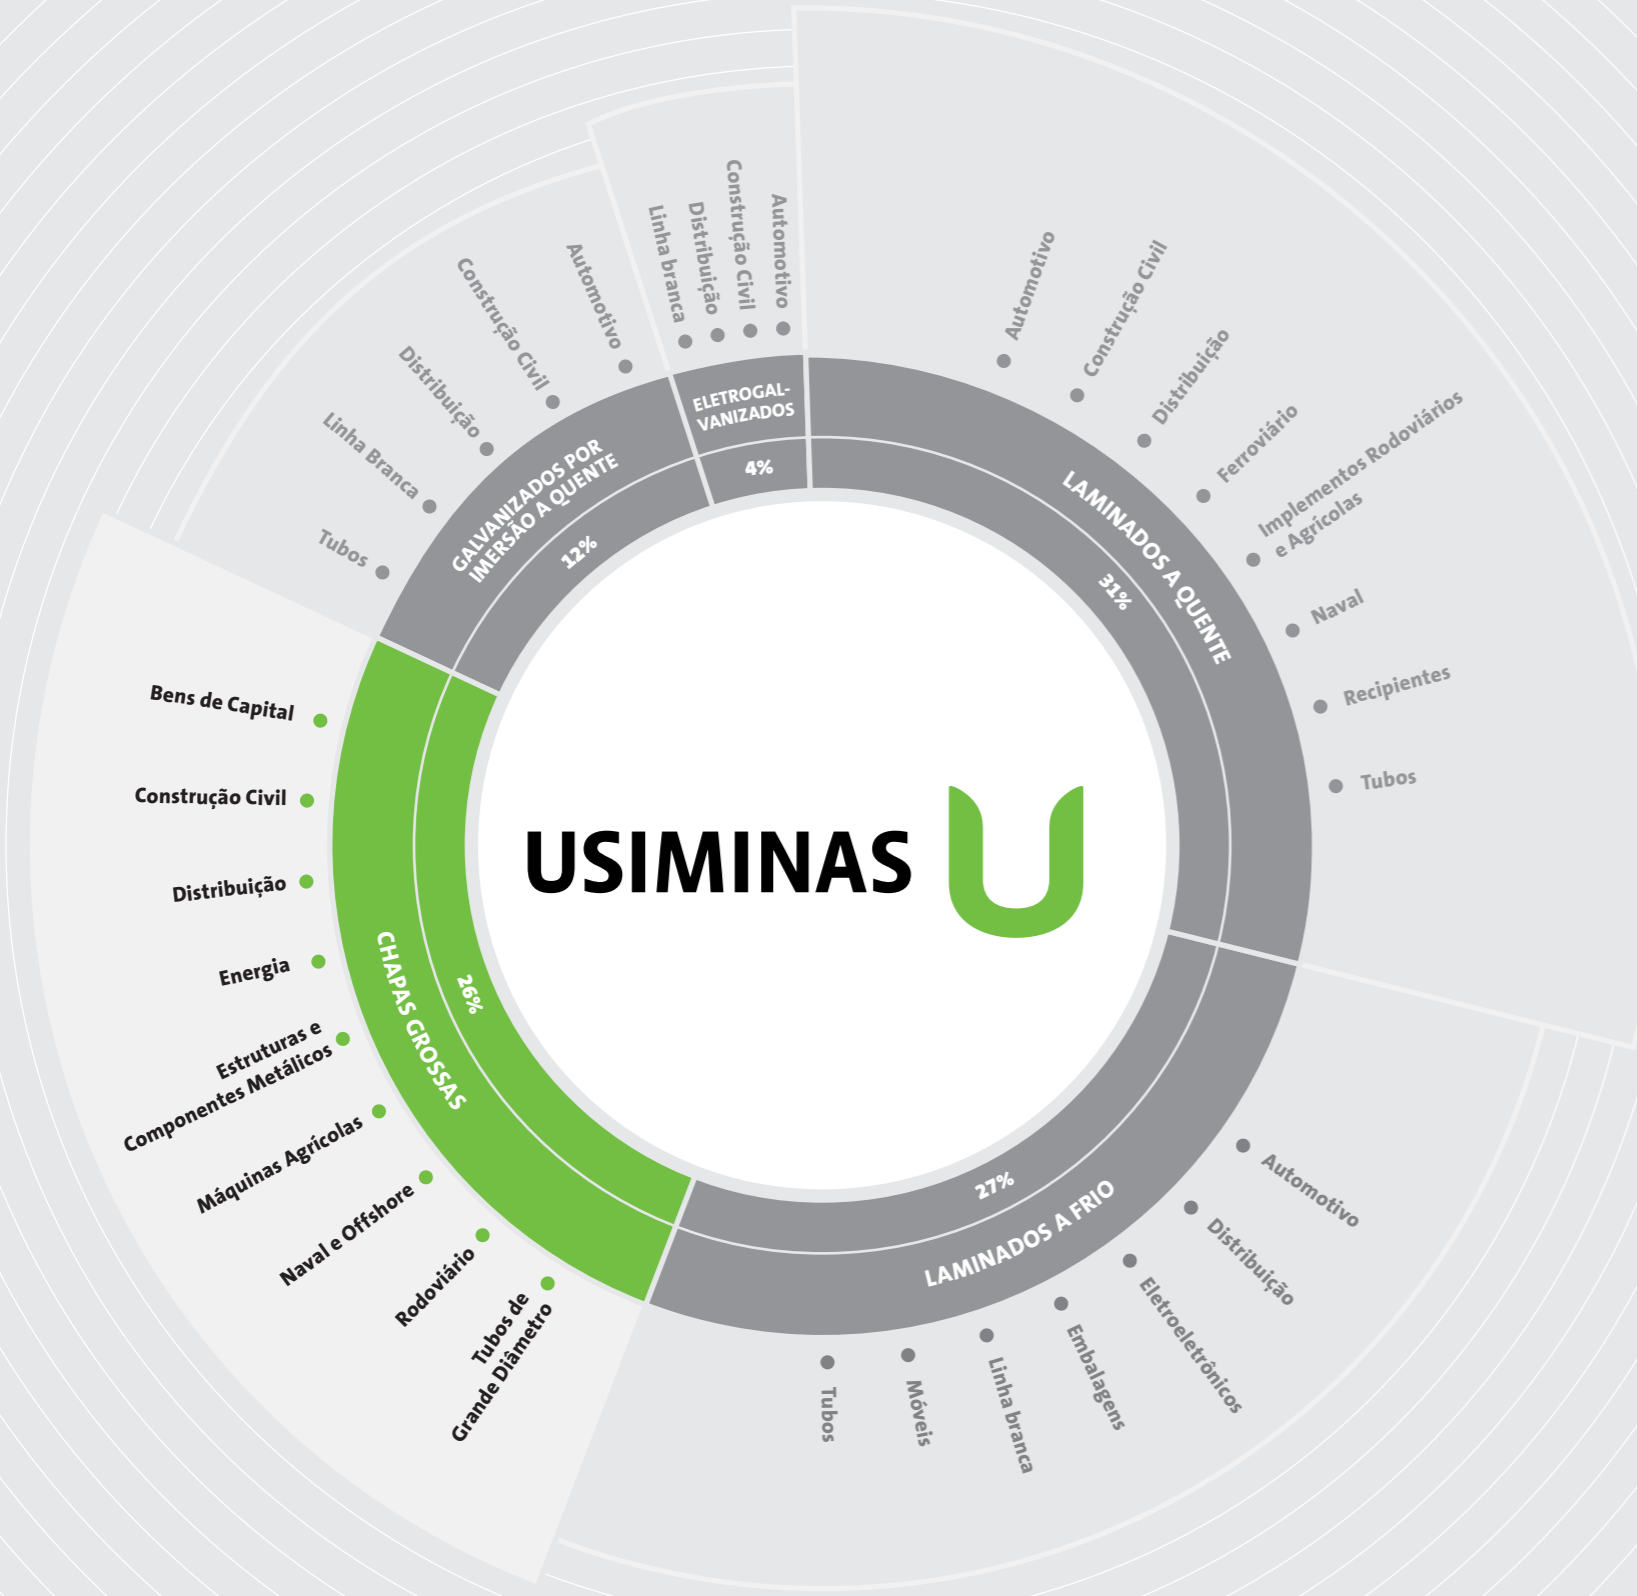 USIMINAS
ELETROGAL-
VANIZADOS
4%
Linha branca
Distribuição
Construção Civil
Automotivo
LAMINADOS A QUENTE
31%
Automotivo
Construção Civil
Distribuição
Ferroviário
Implementos Rodoviários
e Agrícolas
Naval
Recipientes
Tubos
LAMINADOS A FRIO
27%
Automotivo
Distribuição
Eletroeletrônicos
Embalagens
Linha branca
Móveis
Tubos
CHAPAS GROSSAS
26%
Bens de Capital
Construção Civil
Distribuição
Energia
Estruturas e
Componentes Metálicos
Máquinas Agrícolas
Naval e Offshore
Rodoviário
Tubos de
Grande Diâmetro
GALVANIZADOS POR
IMERSÃO A QUENTE
12%
Tubos
Linha Branca
Distribuição
Construção Civil
Automotivo